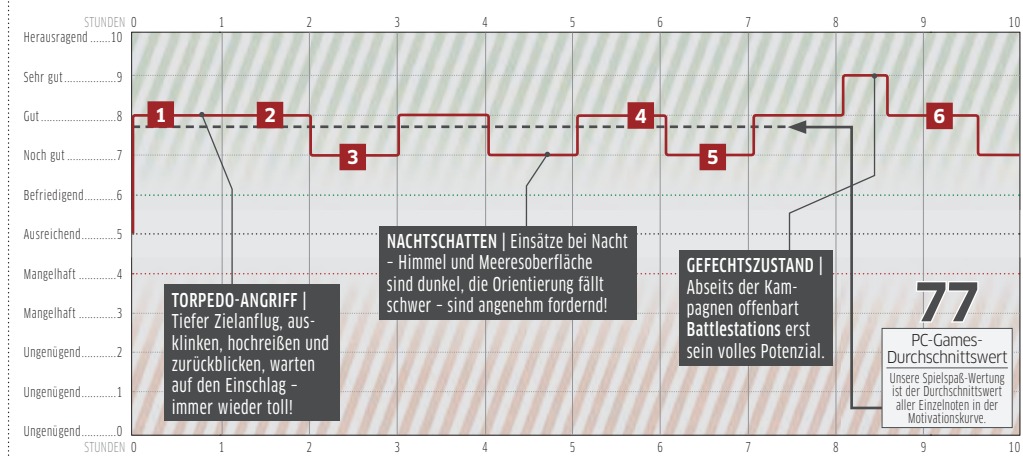 STUNDEN 0 1 2 3 4 5 6 7 8 9 10
Herausragend.......10
Sehr gut...............9
Gut.......................8
Noch gut...............7
Befriedigend..........6
Ausreichend...........5
Mangelhaft............4
Mangelhaft............3
Ungenügend...........2
Ungenügend...........1
Ungenügend...........0
1
2
3
4
5
6
TORPEDO-ANGRIFF |
Tiefer Zielanflug, aus-
klinken, hochreißen und
zurückblicken, warten
auf den Einschlag –
immer wieder toll!
NACHTSCHATTEN | Einsätze bei Nacht
– Himmel und Meeresoberfläche
sind dunkel, die Orientierung fällt
schwer – sind angenehm fordernd!
GEFECHTSZUSTAND |
Abseits der Kam-
pagnen offenbart
Battlestations erst
sein volles Potenzial.
77
PC-Games-
Durchschnittswert
Unsere Spielspaß-Wertung
ist der Durchschnittswert
aller Einzelnoten in der
Motivationskurve.
STUNDEN 0 1 2 3 4 5 6 7 8 9 10